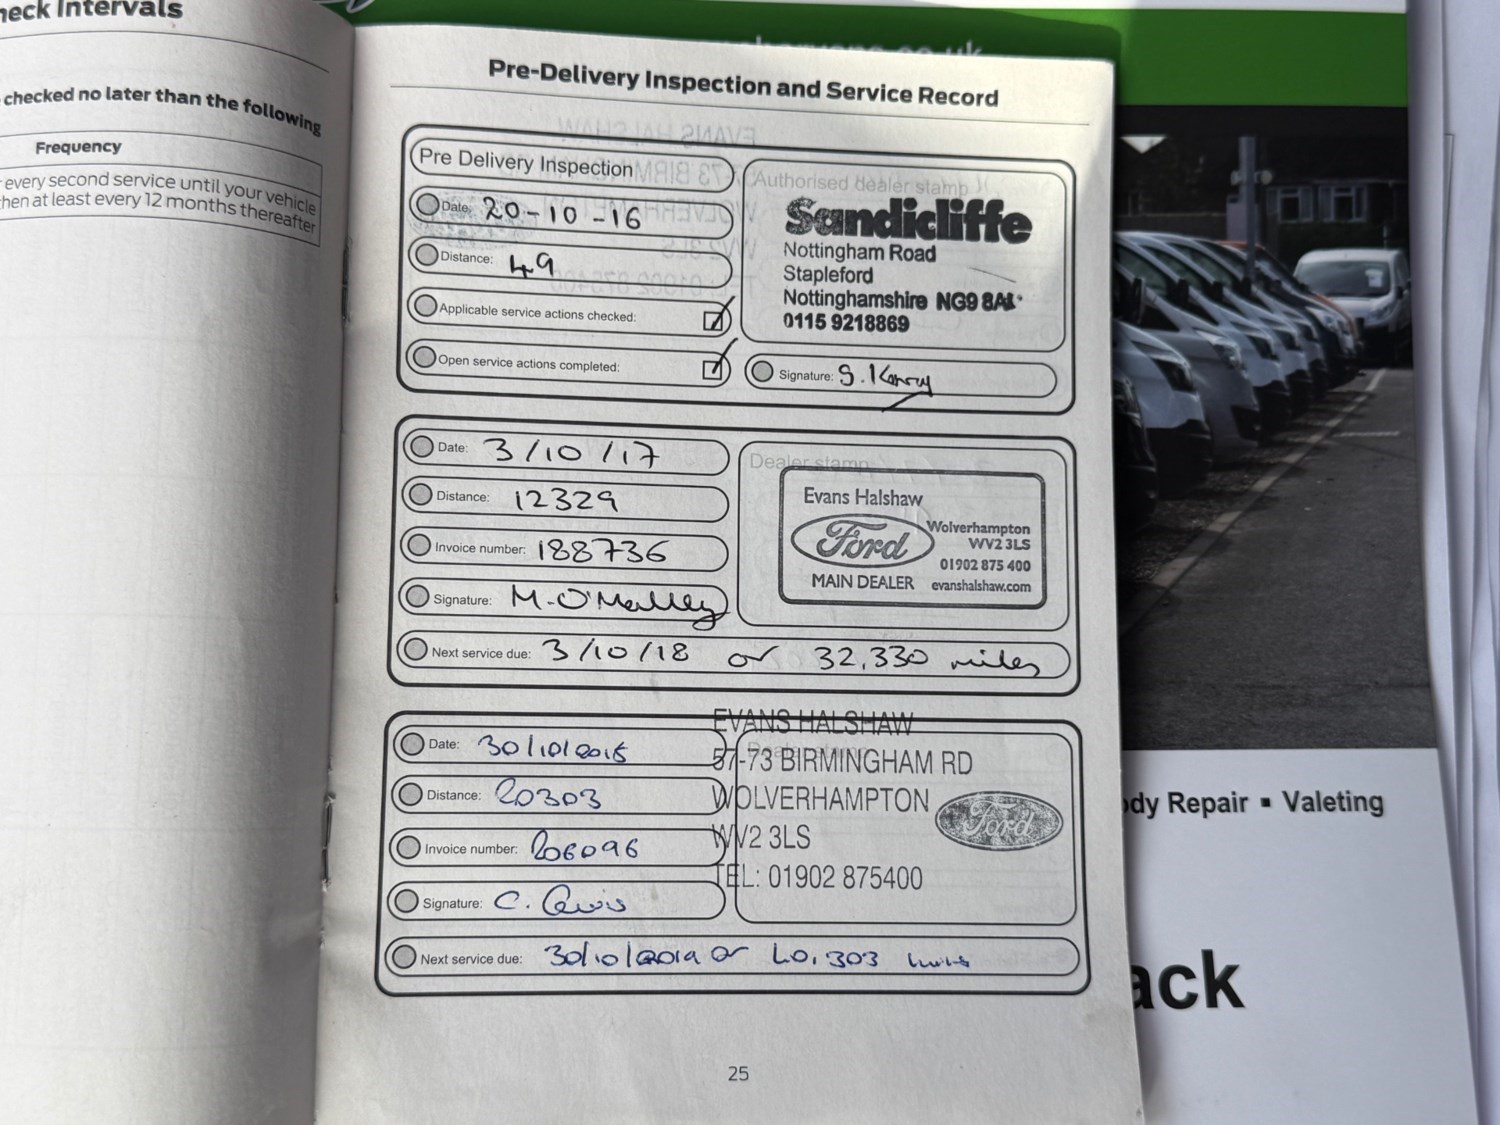 heck Intervals
checked no later than the following
Frequency
every second service until your vehicle
then at least every 12 months thereafter
Pre-Delivery Inspection and Service Record
Pre Delivery Inspection
Date: 20-10-16
Distance: 49
Applicable service actions checked:
Open service actions completed:
Authorised dealer stamp
Sandicliffe
Nottingham Road
Stapleford
Nottinghamshire NG9 8A
0115 9218869
Signature: S.
Date: 3/10/17
Distance: 12329
Invoice number: 188736
Signature: M-O'Malley
Next service due: 3/10/18 or 32,330 miles
Dealer stamp
Evans Halshaw
Ford
MAIN DEALER
Wolverhampton
WV2 3LS
01902 875 400
evanshalshaw.com
Date: 30/10/2018
Distance: 20303
Invoice number: 206096
Signature: C. Lewis
Next service due: 30/10/2019 or 40,303 miles
Dealer stamp
EVANS HALSHAW
57-73 BIRMINGHAM RD
WOLVERHAMPTON
WV2 3LS
TEL: 01902 875400
Ford
25
ody Repair ▪ Valeting
ack